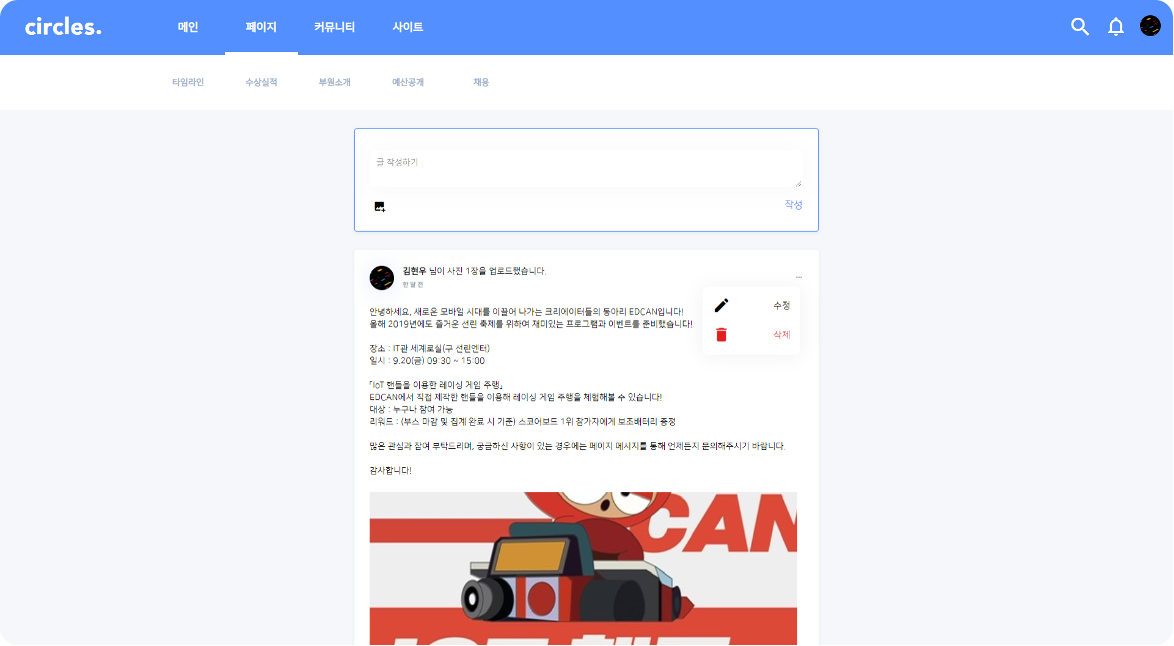 circles.
메인 페이지 커뮤니티 사이트
타임라인 수상실적 부원소개 예산공개 채용
글 작성하기
작성
김현우 님이 사진 1장을 업로드했습니다.
한달전
수정
삭제
안녕하세요, 새로운 모바일 시대를 이끌어 나가는 크리에이터들의 동아리 EDCAN입니다!
올해 2019년에도 즐거운 선린 축제를 위하여 재미있는 프로그램과 이벤트를 준비했습니다!
장소 : IT관 세계로실(구 선린엔터)
일시 : 9.20(금) 09:30 ~ 15:00
「IoT 핸들을 이용한 레이싱 게임 주행」
EDCAN에서 직접 제작한 핸들을 이용해 레이싱 게임 주행을 체험해볼 수 있습니다!
대상 : 누구나 참여 가능
리워드 : (부스 마감 및 집계 완료 시 기준) 스코어보드 1위 참가자에게 보조배터리 증정
많은 관심과 참여 부탁드리며, 궁금하신 사항이 있는 경우에는 페이지 메시지를 통해 언제든지 문의해주시기 바랍니다.
감사합니다!
CAN